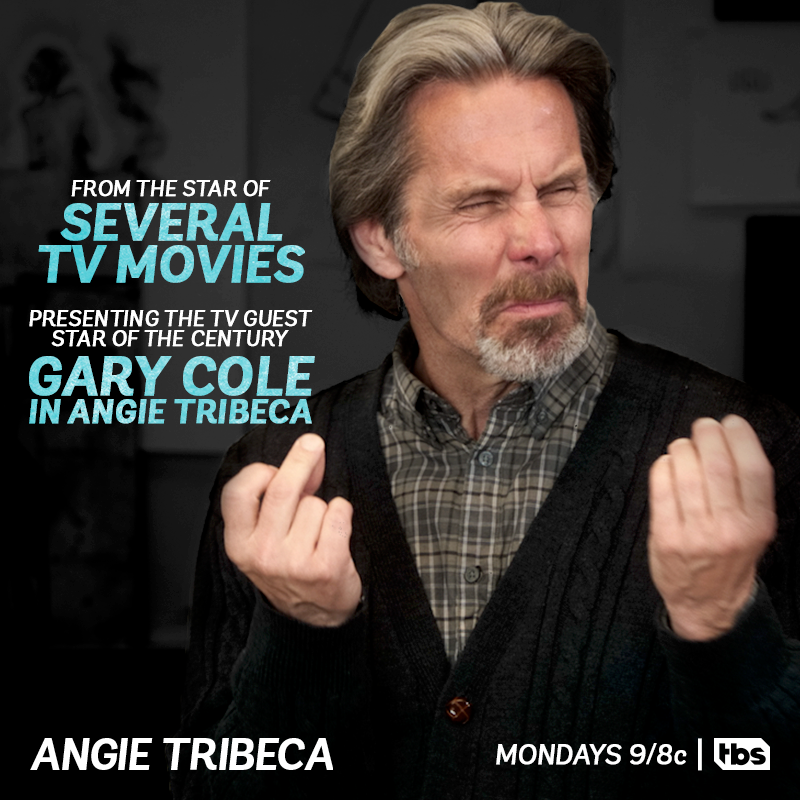 FROM THE STAR OF
SEVERAL
TV MOVIES
PRESENTING THE TV GUEST
STAR OF THE CENTURY
GARY COLE
IN ANGIE TRIBECA
ANGIE TRIBECA
MONDAYS 9/8c | tbs